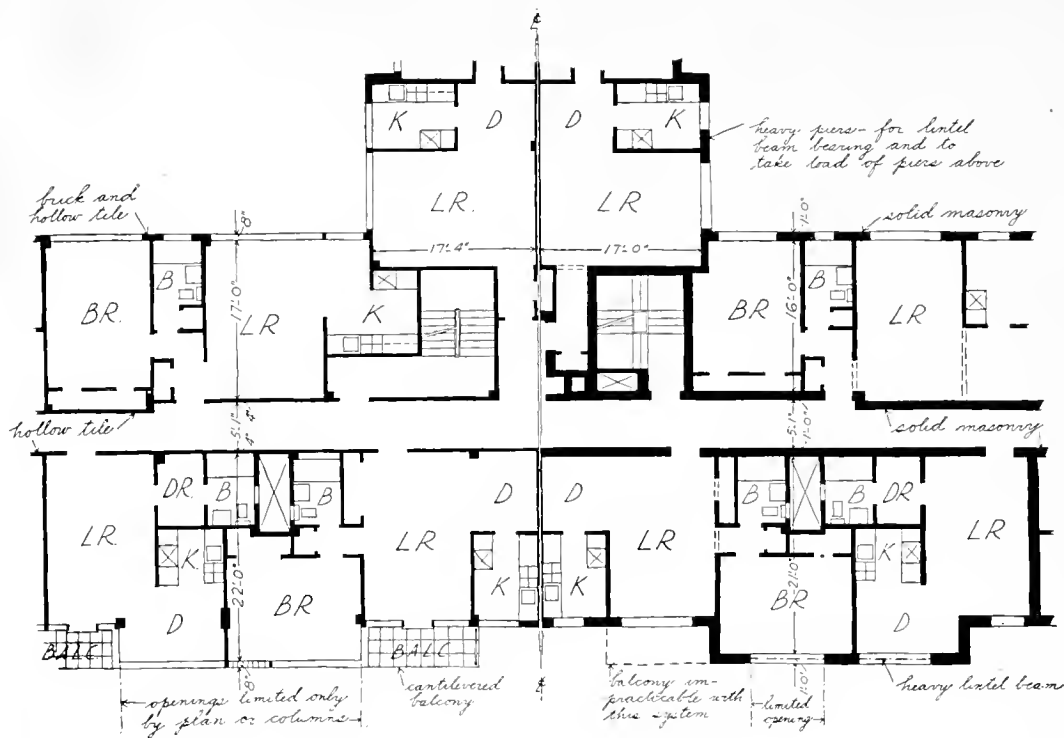 ℄
K
D
D
K
heavy piers - for lintel
beam bearing and to
take load of piers above
brick and
hollow tile
8"
LR.
LR
1'-0"
solid masonry
17'-4"
17'-0"
BR.
B
LR
17'-0"
K
BR
16'-0"
B
LR
hollow tile
4"
5'-1"
4"
5'-1"
1'-0"
solid masonry
DR.
B
B
D
D
B
B
DR
LR.
LR
LR
LR
K.
K
K
K
22'-0"
BR
BR
21'-0"
D
D
BALC
BALC
8"
1'-0"
openings limited only
by plan or columns
cantilevered
balcony
℄
balcony im-
practicable with
this system
limited
opening
heavy lintel beam